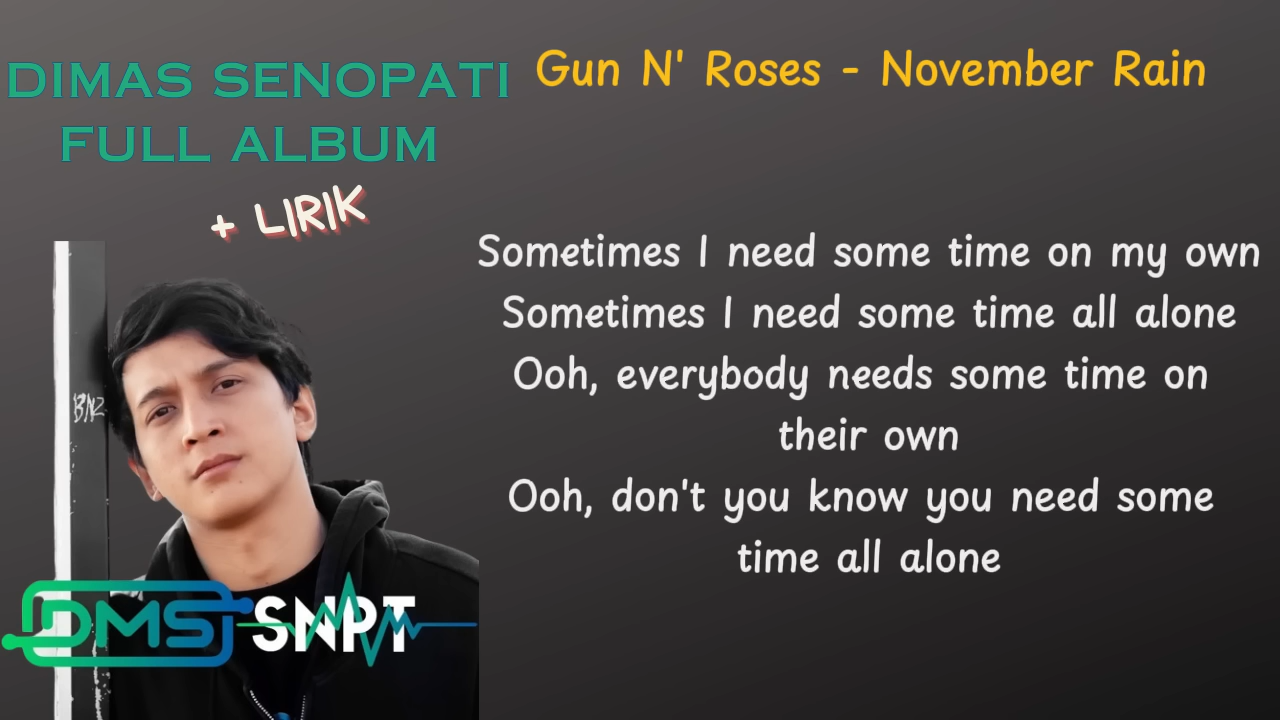 DIMAS SENOPATI
FULL ALBUM
+ LIRIK
Gun N' Roses - November Rain
Sometimes I need some time on my own
Sometimes I need some time all alone
Ooh, everybody needs some time on
their own
Ooh, don't you know you need some
time all alone
DMS SNPT